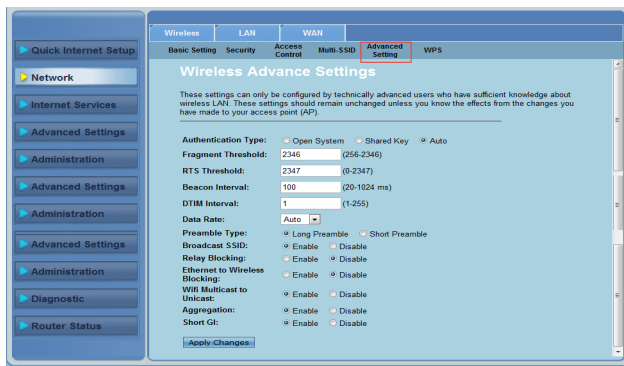 Wireless LAN WAN
Basic Setting Security Access Control Multi-SSID Advanced Setting WPS
Quick Internet Setup
Network
Internet Services
Advanced Settings
Administration
Advanced Settings
Administration
Advanced Settings
Administration
Diagnostic
Router Status
Wireless Advance Settings
These settings can only be configured by technically advanced users who have sufficient knowledge about
wireless LAN. These settings should remain unchanged unless you know the effects from the changes you
have made to your access point (AP).
Authentication Type: Open System Shared Key Auto
Fragment Threshold: 2346 (256-2346)
RTS Threshold: 2347 (0-2347)
Beacon Interval: 100 (20-1024 ms)
DTIM Interval: 1 (1-255)
Data Rate: Auto
Preamble Type: Long Preamble Short Preamble
Broadcast SSID: Enable Disable
Relay Blocking: Enable Disable
Ethernet to Wireless
Blocking: Enable Disable
Wifi Multicast to
Unicast: Enable Disable
Aggregation: Enable Disable
Short GI: Enable Disable
Apply Changes